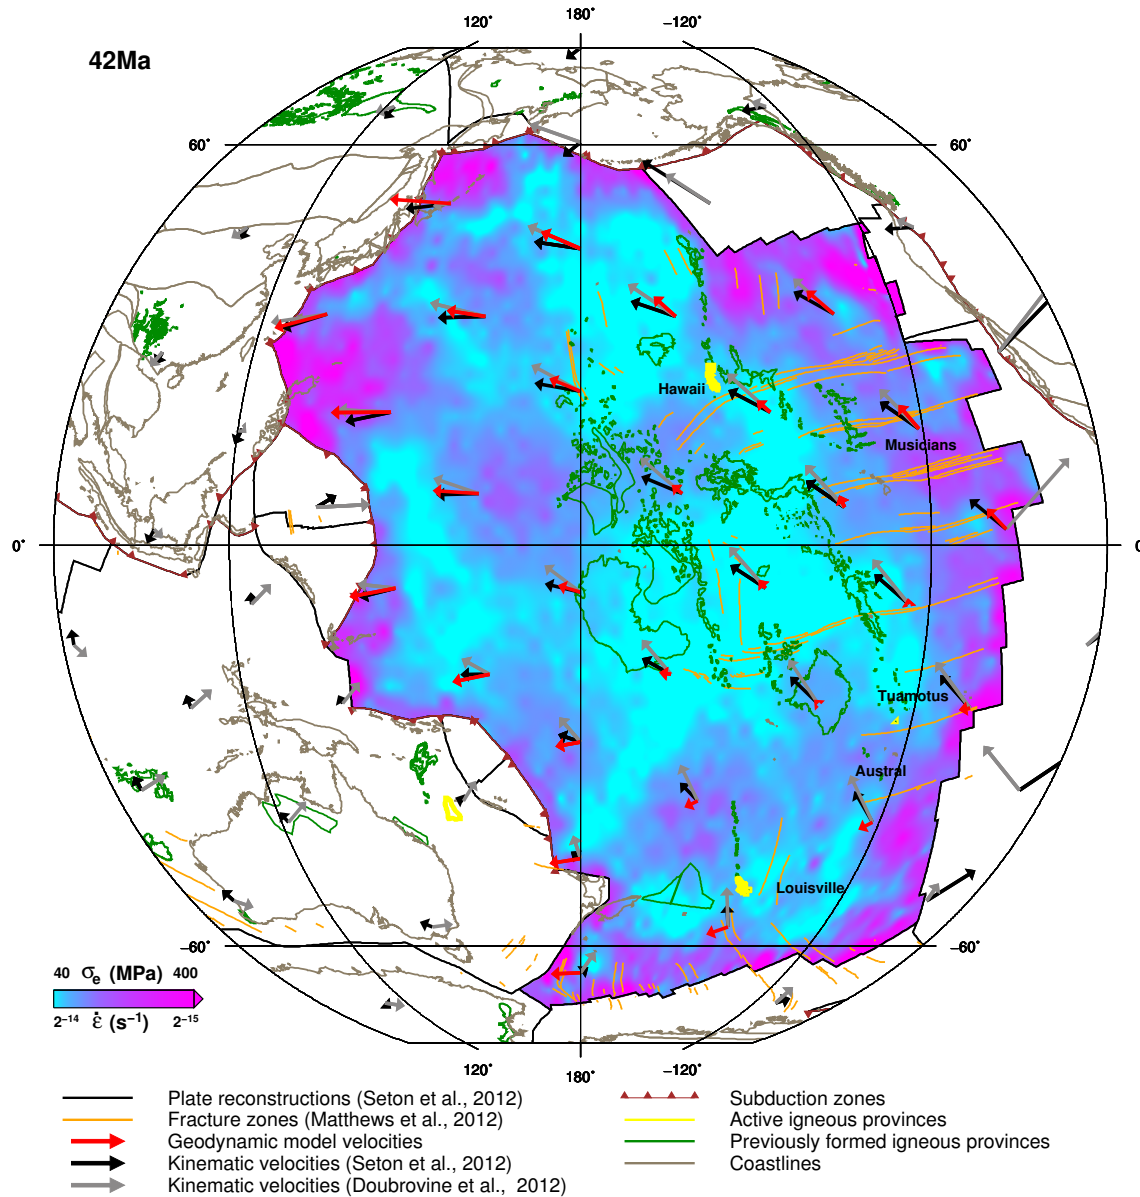 120° 180° −120°
42Ma
60° 60°
Hawaii
Musicians
0° 0
Tuamotus
Austral
Louisville
−60° −60°
40 σe (MPa) 400
2⁻¹⁴ ε̇ (s⁻¹) 2⁻¹⁵
120° 180° −120°
Plate reconstructions (Seton et al., 2012)
Fracture zones (Matthews et al., 2012)
Geodynamic model velocities
Kinematic velocities (Seton et al., 2012)
Kinematic velocities (Doubrovine et al., 2012)
Subduction zones
Active igneous provinces
Previously formed igneous provinces
Coastlines